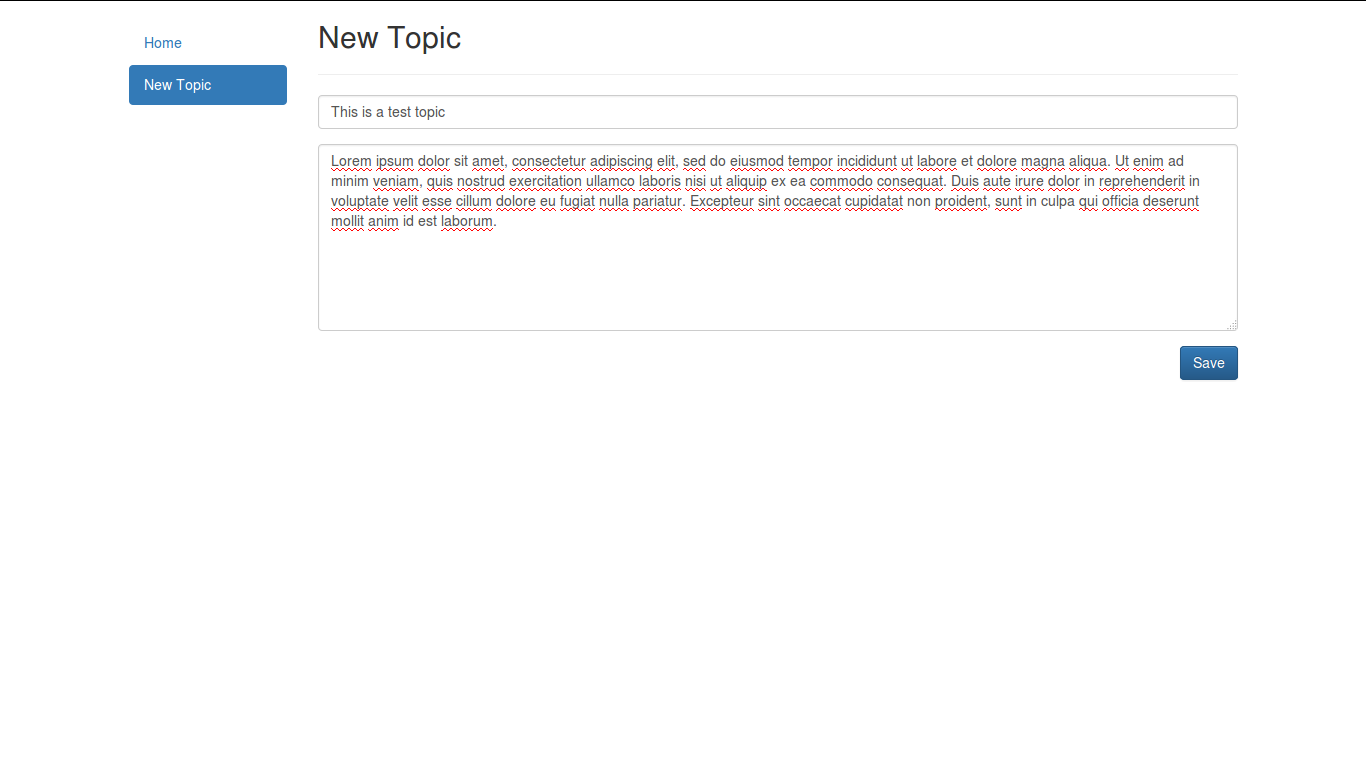 Home
New Topic
New Topic
This is a test topic
Lorem ipsum dolor sit amet, consectetur adipiscing elit, sed do eiusmod tempor incididunt ut labore et dolore magna aliqua. Ut enim ad
minim veniam, quis nostrud exercitation ullamco laboris nisi ut aliquip ex ea commodo consequat. Duis aute irure dolor in reprehenderit in
voluptate velit esse cillum dolore eu fugiat nulla pariatur. Excepteur sint occaecat cupidatat non proident, sunt in culpa qui officia deserunt
mollit anim id est laborum.
Save